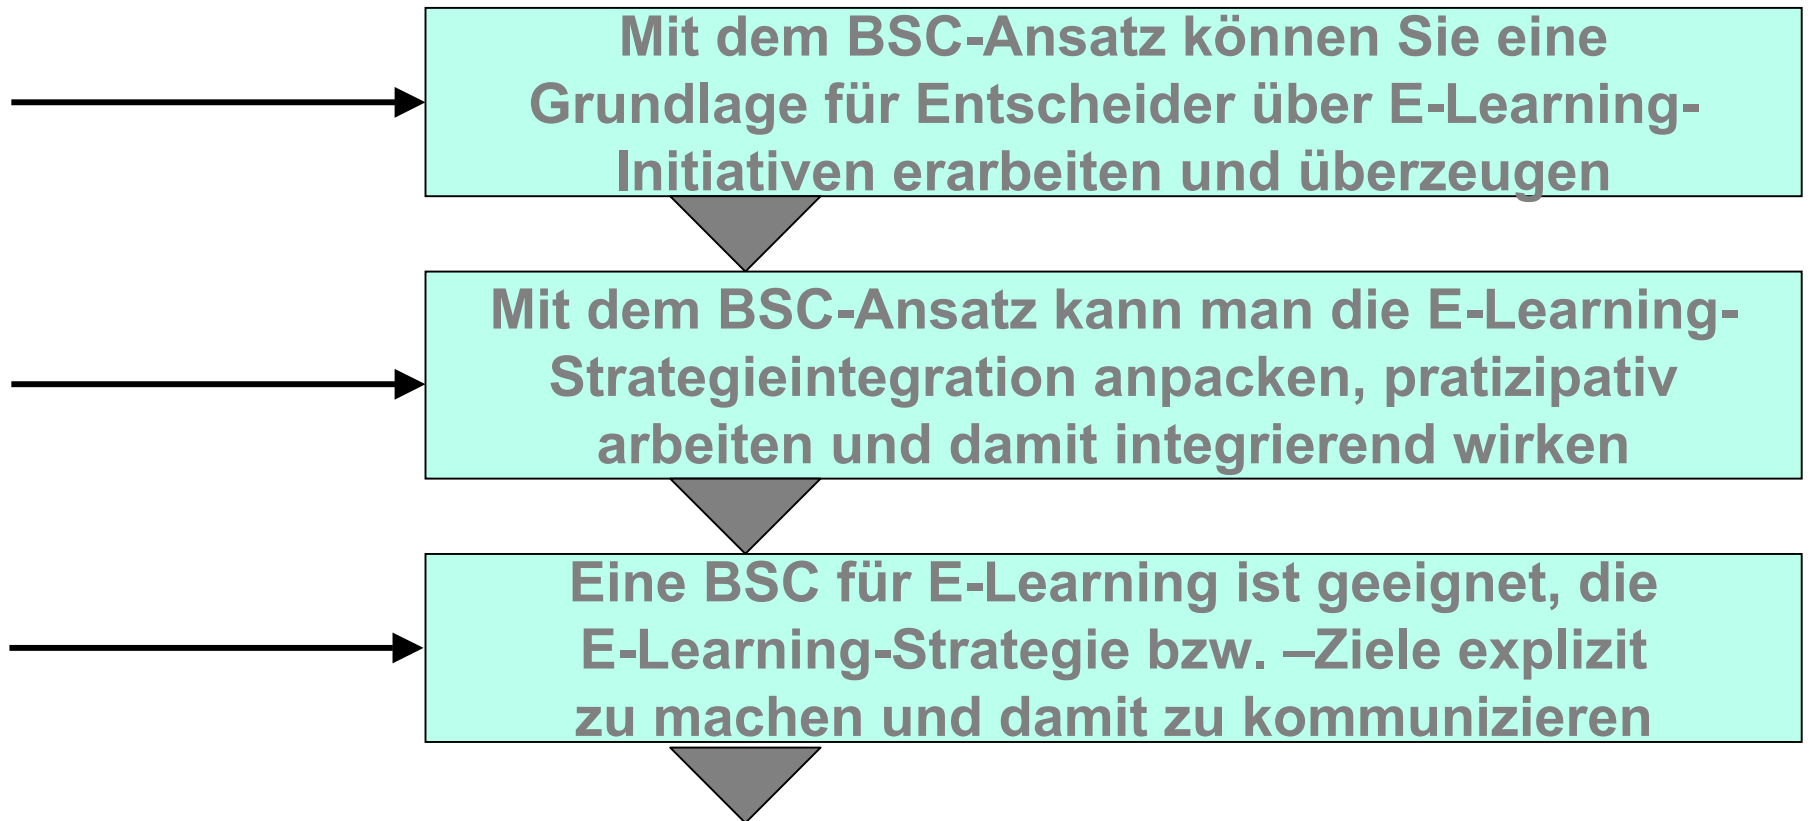 Mit dem BSC-Ansatz können Sie eine
Grundlage für Entscheider über E-Learning-
Initiativen erarbeiten und überzeugen
Mit dem BSC-Ansatz kann man die E-Learning-
Strategieintegration anpacken, pratizipativ
arbeiten und damit integrierend wirken
Eine BSC für E-Learning ist geeignet, die
E-Learning-Strategie bzw. –Ziele explizit
zu machen und damit zu kommunizieren